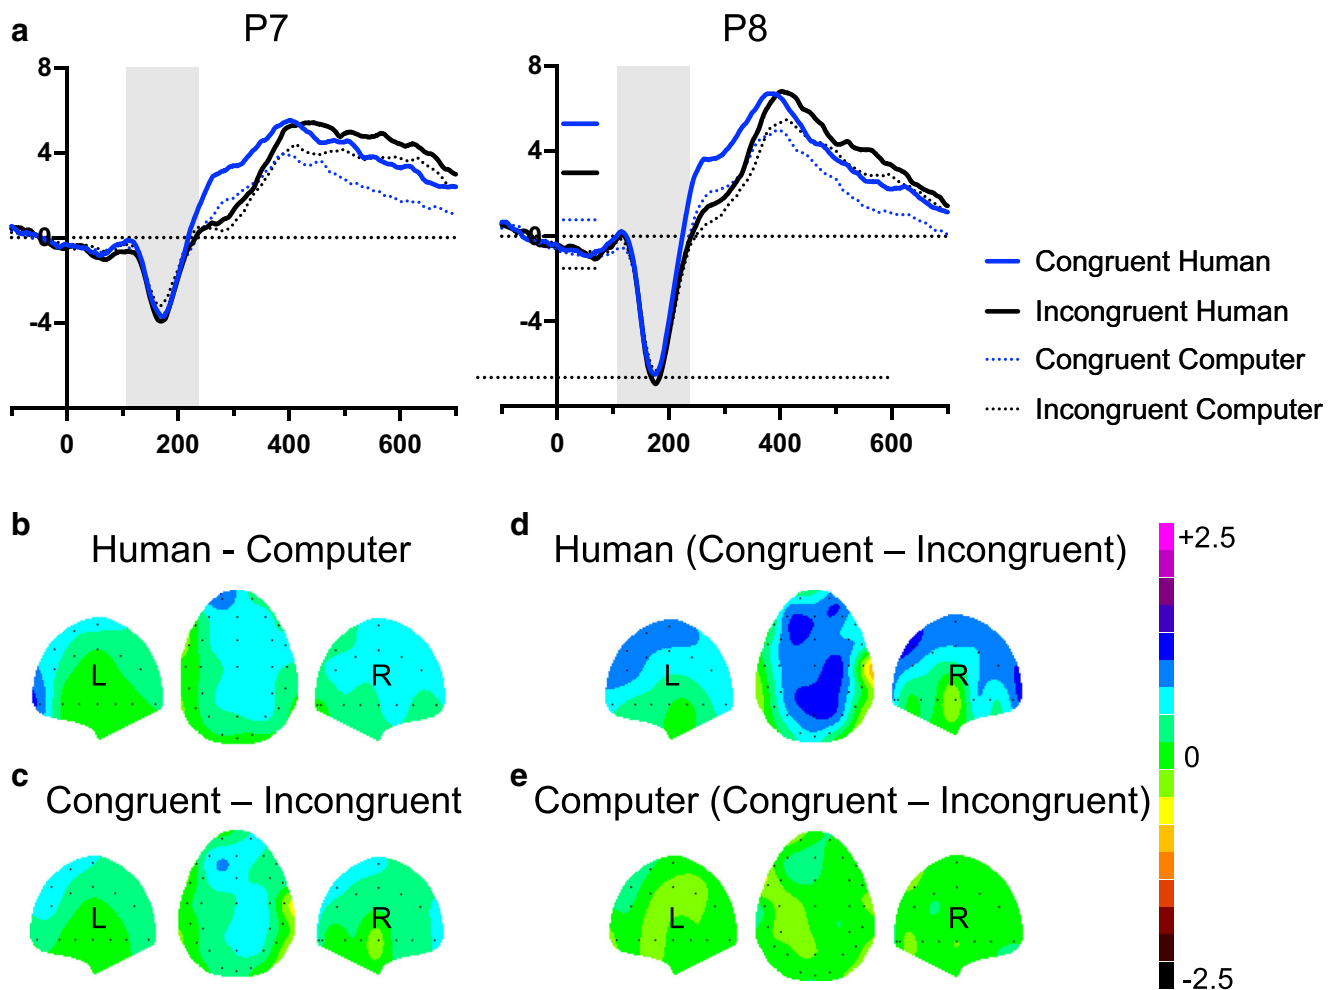 a
P7
P8
8
4
0
-4
0
200
400
600
8
4
0
-4
0
200
400
600
Congruent Human
Incongruent Human
Congruent Computer
Incongruent Computer
b
Human - Computer
L
R
d
Human (Congruent – Incongruent)
L
R
c
Congruent – Incongruent
L
R
e
Computer (Congruent – Incongruent)
L
R
+2.5
0
-2.5